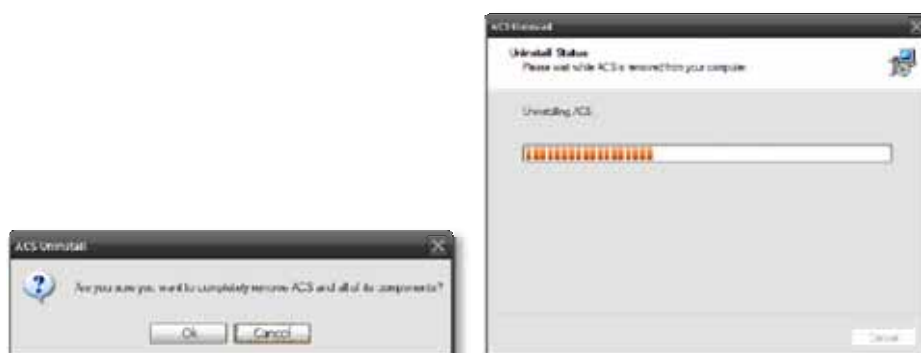 ACS Uninstall
Are you sure you want to completely remove ACS and all of its components?
Ok
Cancel
ACS Uninstall
Uninstall Status
Please wait while ACS is removed from your computer
Uninstalling ACS
Cancel